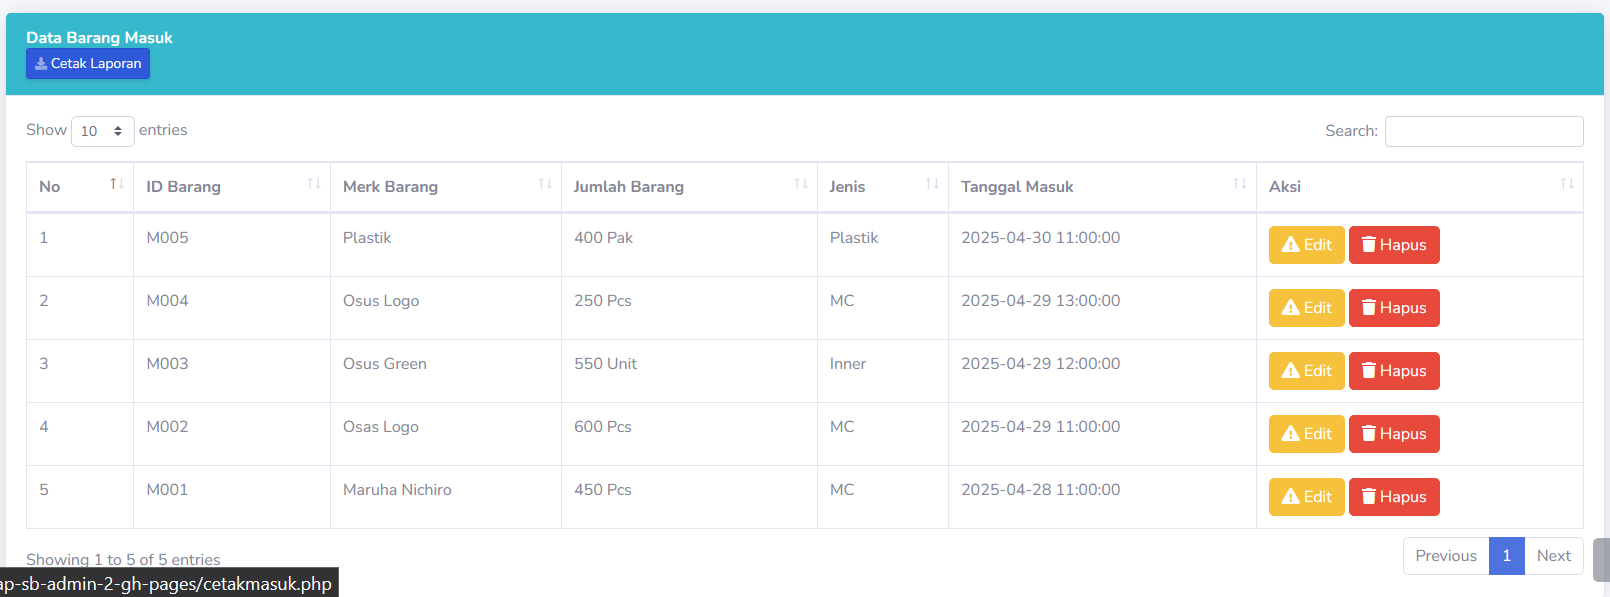 Data Barang Masuk
Cetak Laporan
Show 10 entries
Search:
No ID Barang Merk Barang Jumlah Barang Jenis Tanggal Masuk Aksi
1 M005 Plastik 400 Pak Plastik 2025-04-30 11:00:00 Edit Hapus
2 M004 Osus Logo 250 Pcs MC 2025-04-29 13:00:00 Edit Hapus
3 M003 Osus Green 550 Unit Inner 2025-04-29 12:00:00 Edit Hapus
4 M002 Osas Logo 600 Pcs MC 2025-04-29 11:00:00 Edit Hapus
5 M001 Maruha Nichiro 450 Pcs MC 2025-04-28 11:00:00 Edit Hapus
Showing 1 to 5 of 5 entries
Previous 1 Next
ap-sb-admin-2-gh-pages/cetakmasuk.php